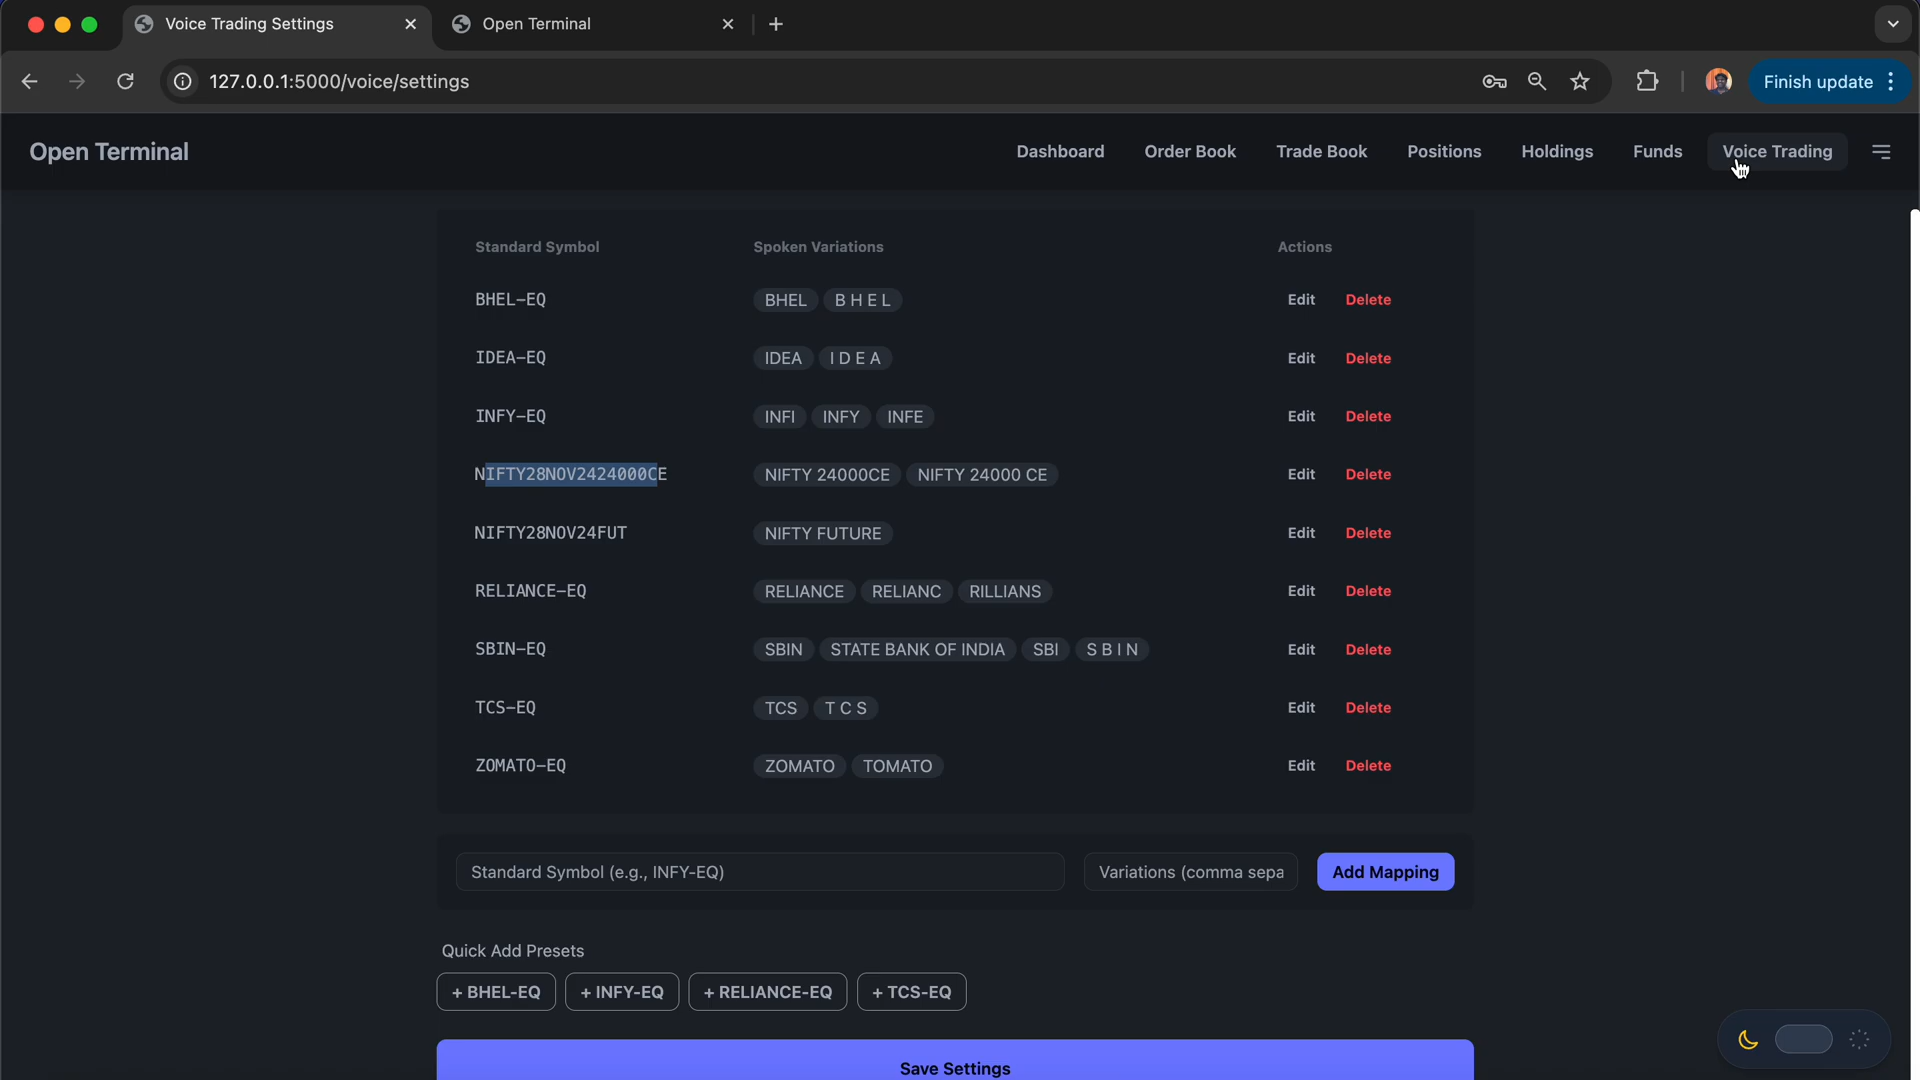 Voice Trading Settings
Open Terminal
127.0.0.1:5000/voice/settings
Finish update
Open Terminal
Dashboard
Order Book
Trade Book
Positions
Holdings
Funds
Voice Trading
Standard Symbol
Spoken Variations
Actions
BHEL-EQ BHEL B H E L Edit Delete
IDEA-EQ IDEA I D E A Edit Delete
INFY-EQ INFI INFY INFE Edit Delete
NIFTY28NOV2424000CE NIFTY 24000CE NIFTY 24000 CE Edit Delete
NIFTY28NOV24FUT NIFTY FUTURE Edit Delete
RELIANCE-EQ RELIANCE RELIANC RILLIANS Edit Delete
SBIN-EQ SBIN STATE BANK OF INDIA SBI S B I N Edit Delete
TCS-EQ TCS T C S Edit Delete
ZOMATO-EQ ZOMATO TOMATO Edit Delete
Standard Symbol (e.g., INFY-EQ)
Variations (comma sepa
Add Mapping
Quick Add Presets
+ BHEL-EQ
+ INFY-EQ
+ RELIANCE-EQ
+ TCS-EQ
Save Settings